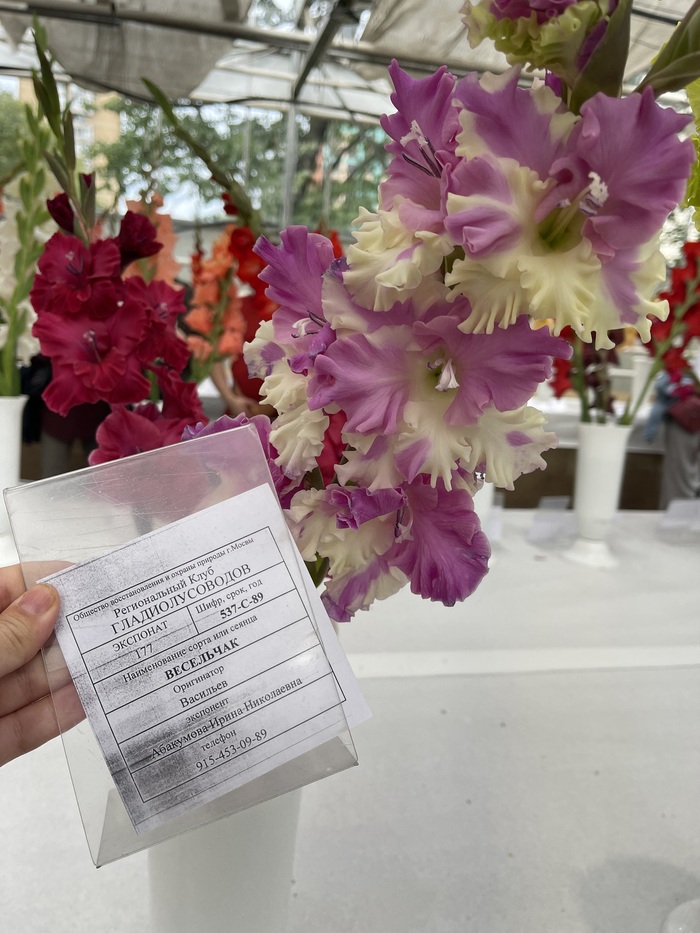 Общество,восстановления и охраны природы г.Мосвы
Региональный Клуб
ГЛАДИОЛУСОВОДОВ
ЭКСПОНАТ
Шифр, срок, год
177
537-С-89
Наименование сорта или сеянца
ВЕСЕЛЬЧАК
Оригинатор
Васильев
экспонент
Абакумова-Ирина-Николаевна
телефон
915-453-09-89